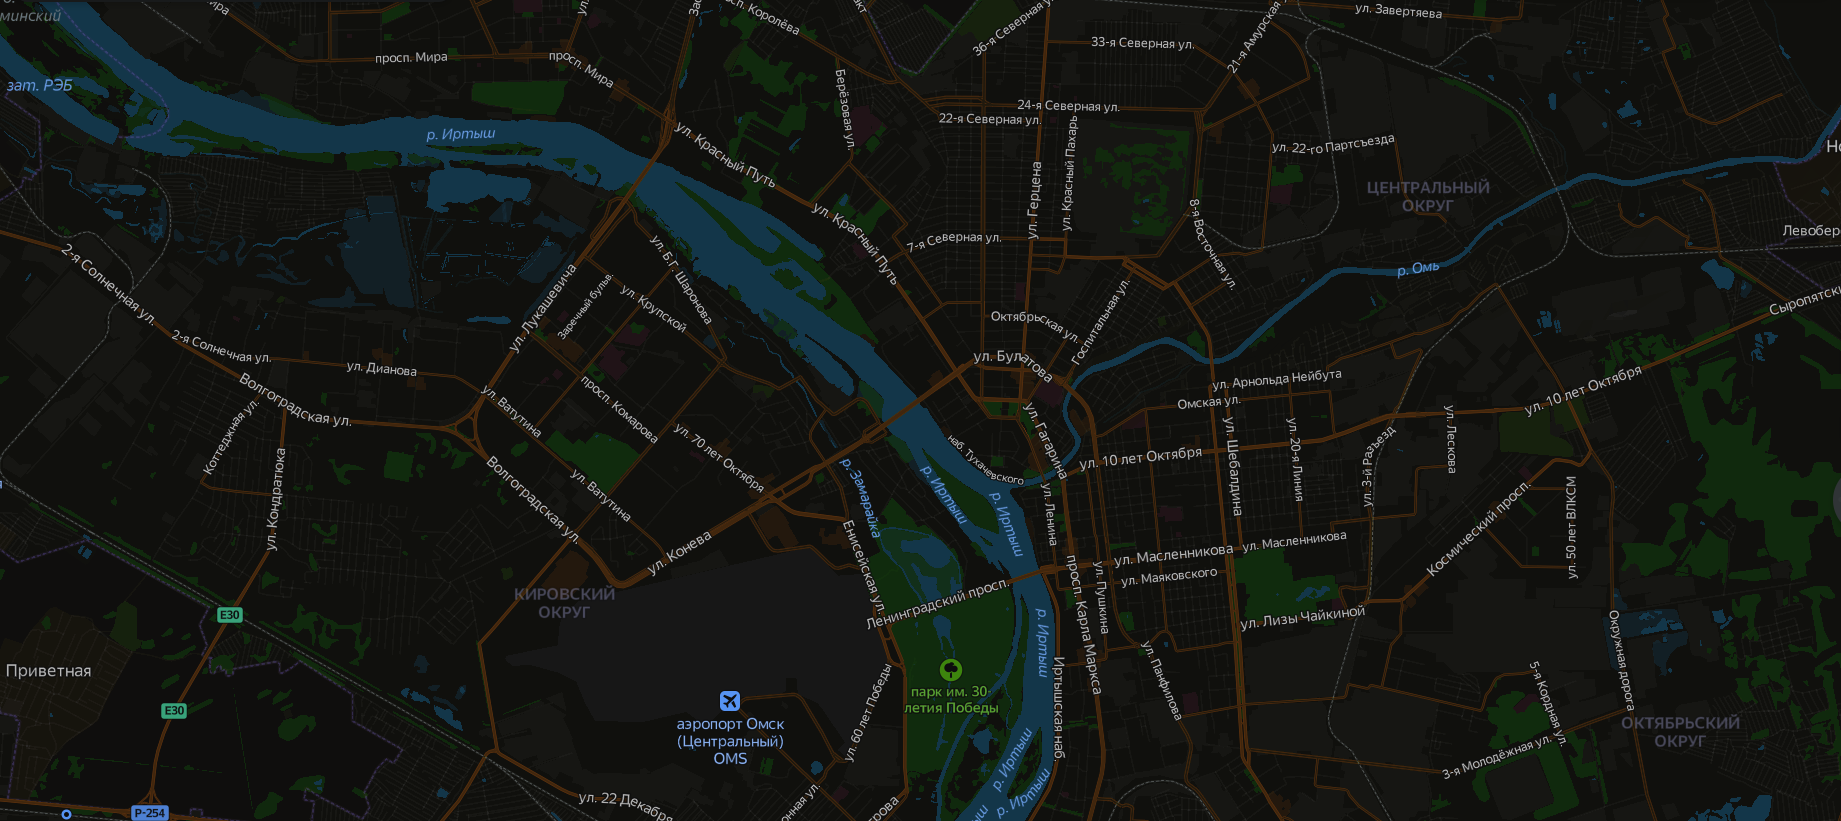 минский
зат. РЭБ
просп. Мира
просп. Мира
р. Иртыш
просп. Королёва
Берёзовая ул.
ул. Красный Путь
ул. Красный Путь
36-я Северная ул.
33-я Северная ул.
24-я Северная ул.
22-я Северная ул.
7-я Северная ул.
ул. Герцена
ул. Красный Пахарь
21-я Амурская
ул. Завертяева
ул. 22-го Партсъезда
ЦЕНТРАЛЬНЫЙ
ОКРУГ
8-я Восточная ул.
р. Омь
Левобер
Сыропятски
2-я Солнечная ул.
2-я Солнечная ул.
ул. Дианова
Волгоградская ул.
Коттеджная ул.
ул. Кондратюка
ул. Лукашевича
Заречный бульв.
ул. Б.Г. Шаронова
ул. Крупской
ул. Ватутина
просп. Комарова
ул. 70 лет Октября
ул. Ватутина
Волгоградская ул.
ул. Конева
Октябрьская ул.
Госпитальная ул.
ул. Булатова
ул. Гагарина
наб. Тухачевского
ул. Ленина
р. Замарайка
р. Иртыш
р. Иртыш
Енисейская ул.
Ленинградский просп.
ул. Арнольда Нейбута
Омская ул.
ул. 10 лет Октября
ул. 10 лет Октября
ул. Шебалдина
ул. 20-я Линия
ул. 3-й Разъезд
ул. Лескова
Космический просп.
ул. 50 лет ВЛКСМ
ул. Масленникова
ул. Масленникова
ул. Маяковского
просп. Карла Маркса
ул. Пушкина
ул. Лизы Чайкиной
ул. Панфилова
Иртышская наб.
р. Иртыш
КИРОВСКИЙ
ОКРУГ
E30
E30
Приветная
Р-254
аэропорт Омск
(Центральный)
OMS
парк им. 30-
летия Победы
ул. 60 лет Победы
ул. 22 Декабря
р. Иртыш
р. Иртыш
Окружная дорога
5-я Кордная ул.
3-я Молодёжная ул.
ОКТЯБРЬСКИЙ
ОКРУГ